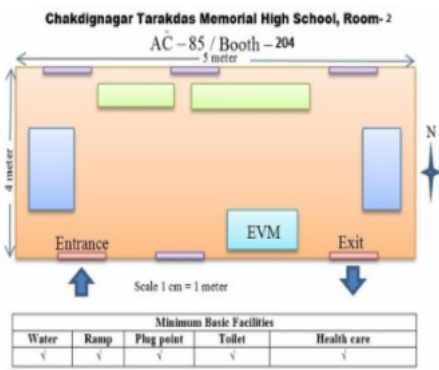 Chakdignagar Tarakdas Memorial High School, Room- 2
AC – 85 / Booth – 204
5 meter
4 meter
N
EVM
Entrance
Exit
Scale 1 cm = 1 meter
Minimum Basic Facilities
Water Ramp Plug point Toilet Health care
√ √ √ √ √